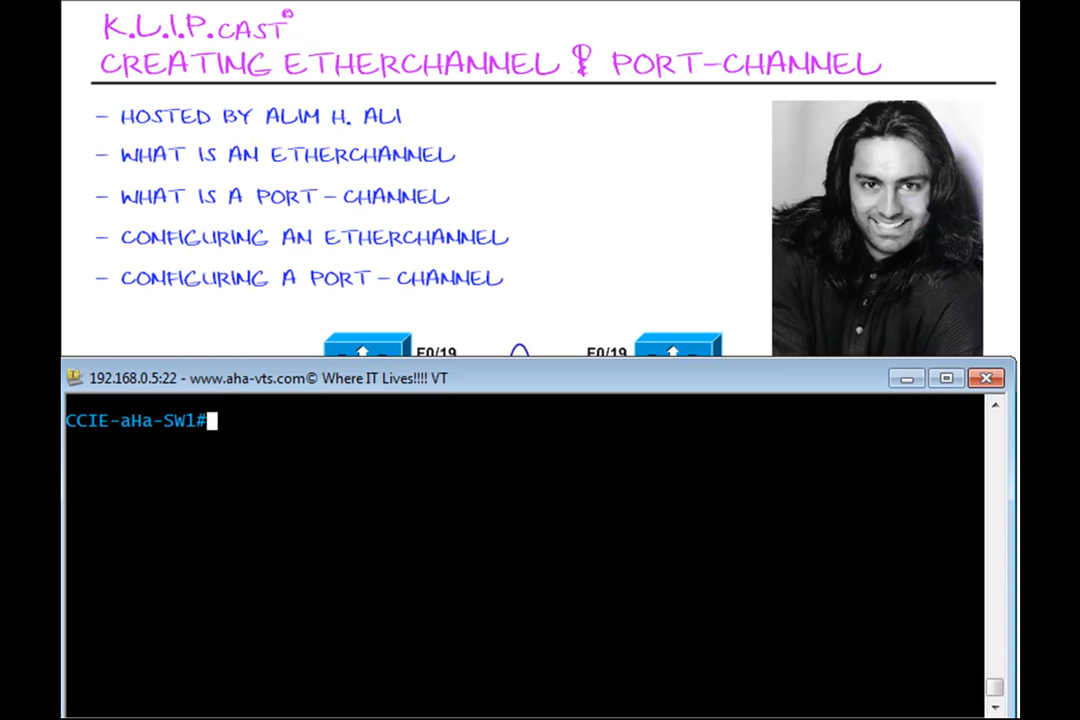 K.L.I.P.CAST
CREATING ETHERCHANNEL & PORT-CHANNEL
- HOSTED BY ALIM H. ALI
- WHAT IS AN ETHERCHANNEL
- WHAT IS A PORT-CHANNEL
- CONFIGURING AN ETHERCHANNEL
- CONFIGURING A PORT-CHANNEL
F0/19 F0/19
192.168.0.5:22 - www.aha-vts.com© Where IT Lives!!!! VT
CCIE-aHa-SW1#